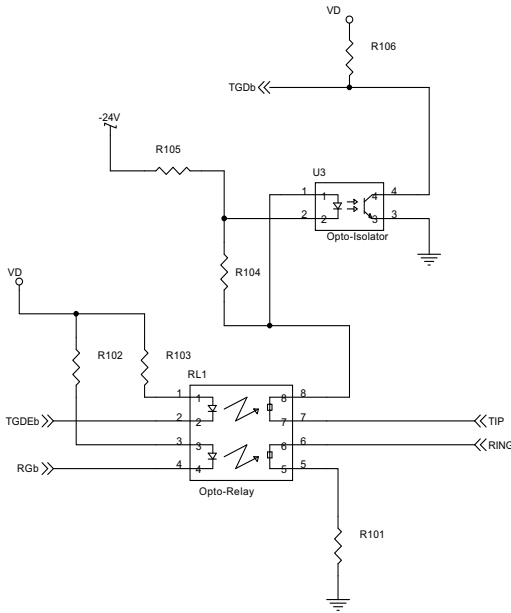 VD
R106
TGDb
-24V
R105
U3
1
1
4
4
2
2
3
3
Opto-Isolator
R104
VD
R102
R103
RL1
1
1
8
8
TGDEb
2
2
7
7
TIP
3
3
6
6
RING
RGb
4
4
5
5
Opto-Relay
R101